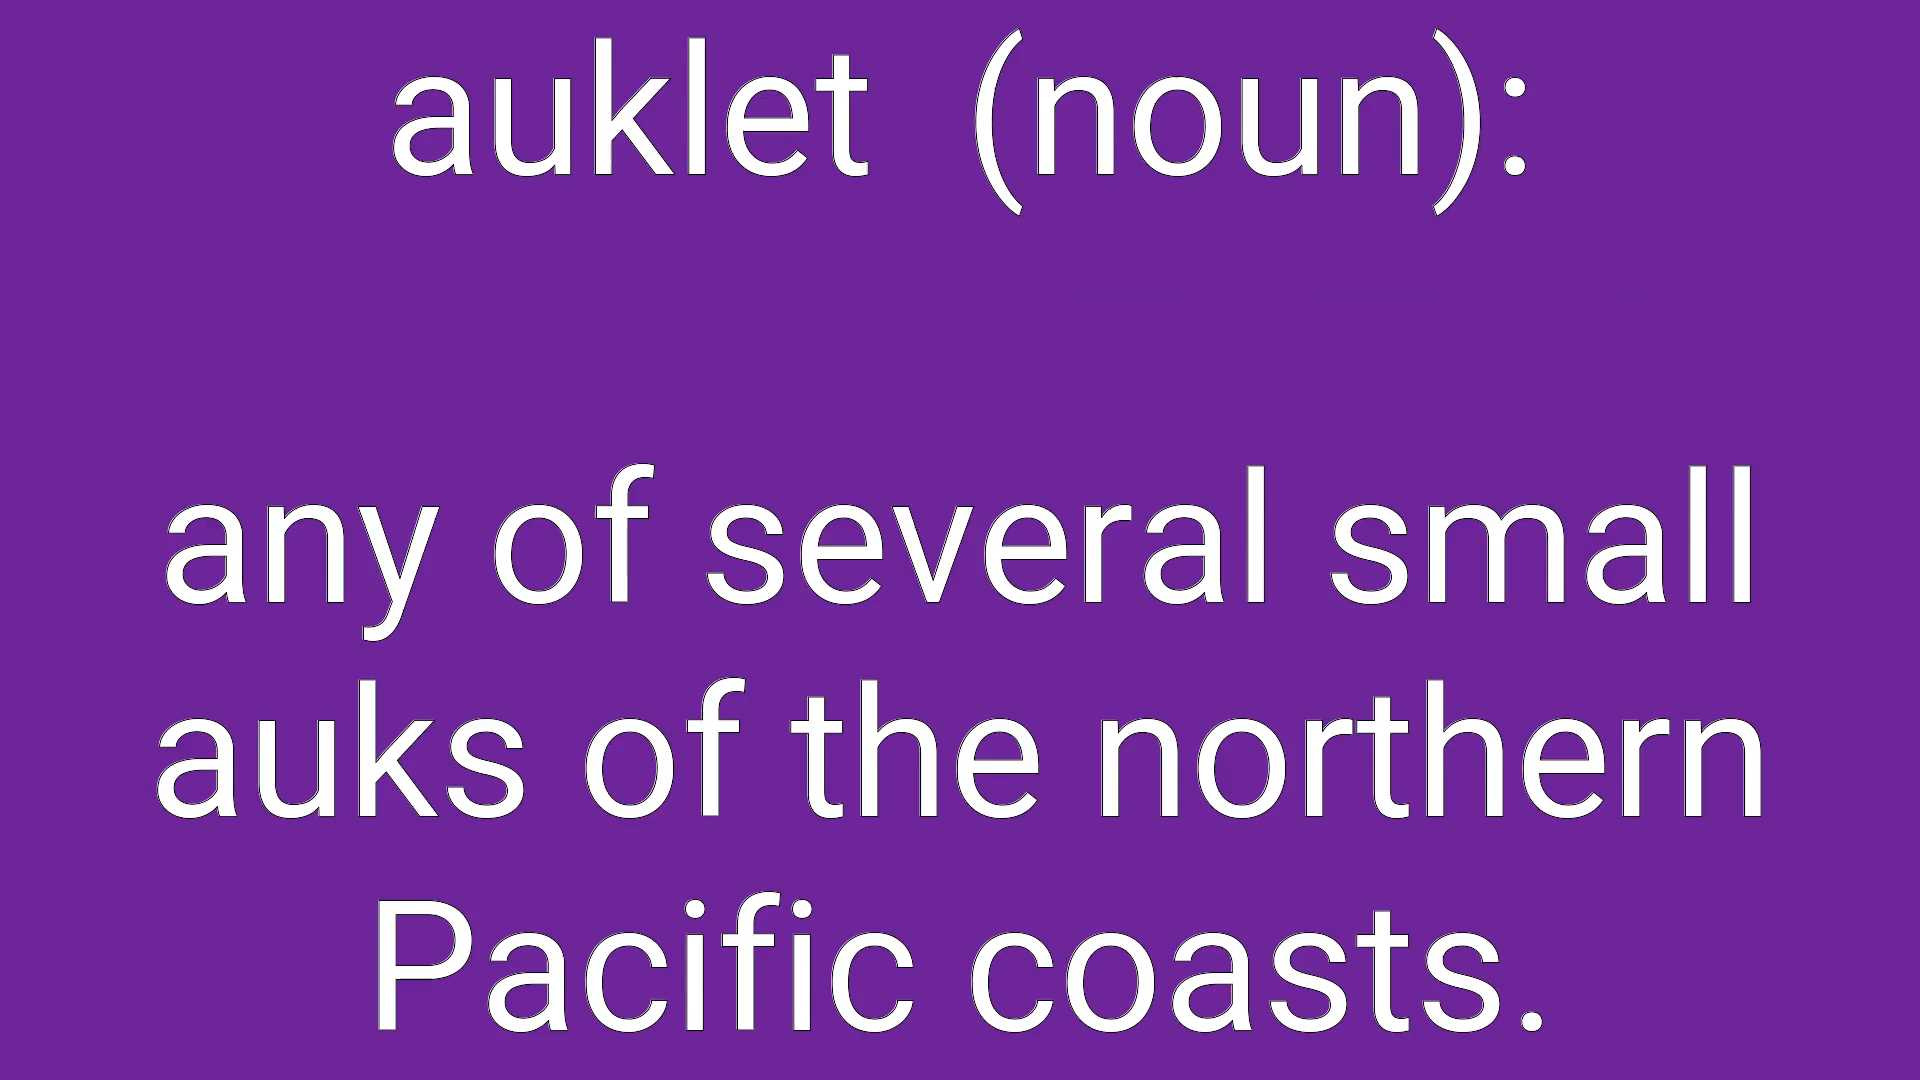 auklet  (noun):
any of several small
auks of the northern
Pacific coasts.